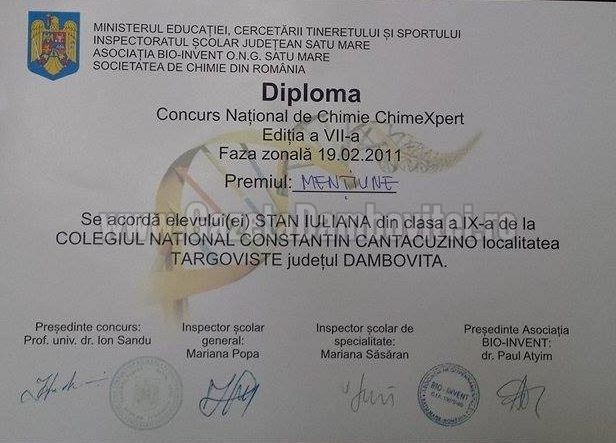 MINISTERUL EDUCAȚIEI, CERCETĂRII TINERETULUI ȘI SPORTULUI
INSPECTORATUL ȘCOLAR JUDEȚEAN SATU MARE
ASOCIAȚIA BIO-INVENT O.N.G. SATU MARE
SOCIETATEA DE CHIMIE DIN ROMÂNIA
Diploma
Concurs Național de Chimie ChimeXpert
Ediția a VII-a
Faza zonală 19.02.2011
Premiul: MENȚIUNE
Se acordă elevului(ei) STAN IULIANA din clasa a IX-a de la
COLEGIUL NATIONAL CONSTANTIN CANTACUZINO localitatea
TARGOVISTE județul DAMBOVITA.
Președinte concurs:
Prof. univ. dr. Ion Sandu
Inspector școlar
general:
Mariana Popa
Inspector școlar de
specialitate:
Mariana Săsăran
Președinte Asociația
BIO-INVENT:
dr. Paul Atyim
BIO - INVENT